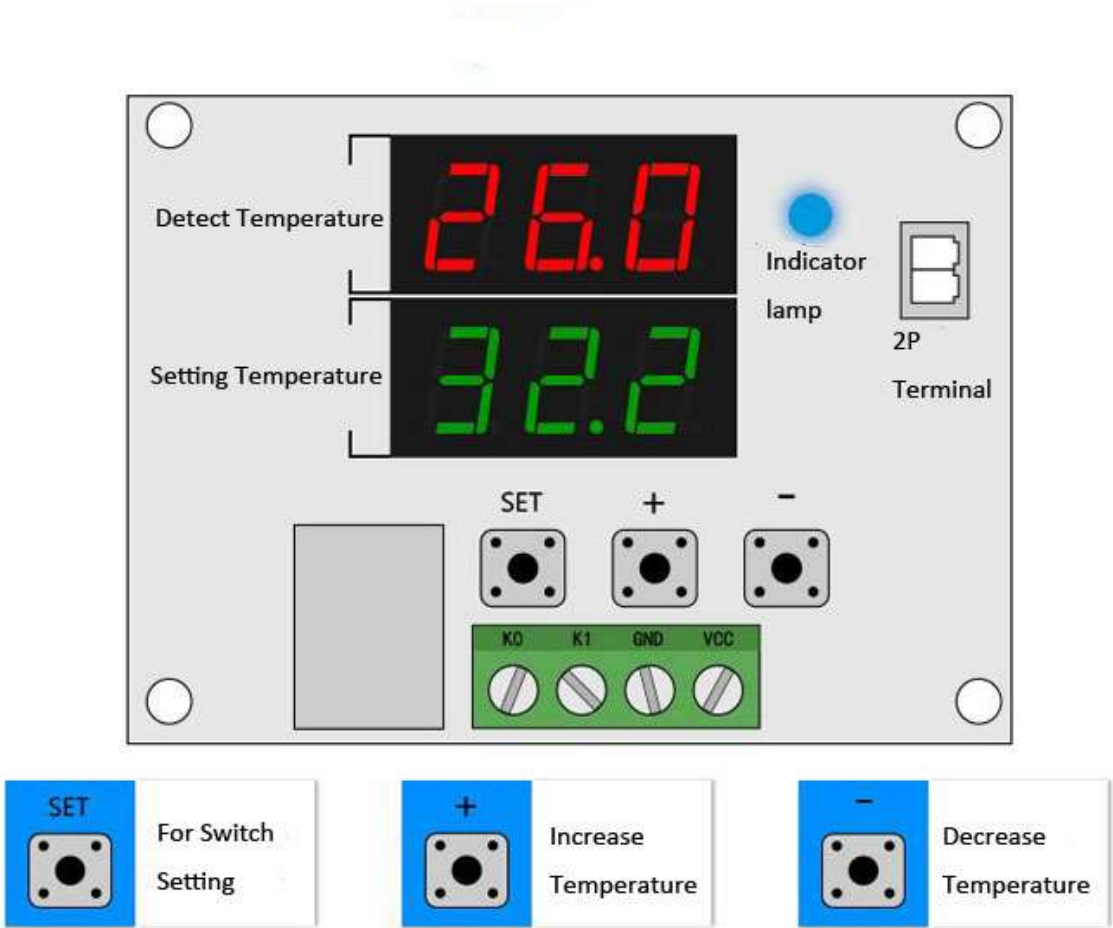 26.0
Detect Temperature
Indicator
lamp
32.2
2P
Setting Temperature
Terminal
SET
+
-
K0
K1
GND
VCC
SET
For Switch
Setting
+
Increase
Temperature
-
Decrease
Temperature